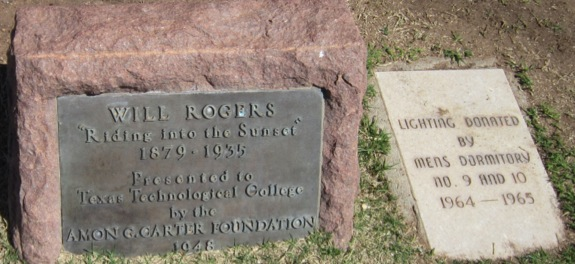 WILL ROGERS
"Riding into the Sunset"
1879 - 1935
Presented to
Texas Technological College
by the
AMON G. CARTER FOUNDATION
1948
LIGHTING DONATED
BY
MENS DORMITORY
NO. 9 AND 10
1964 — 1965